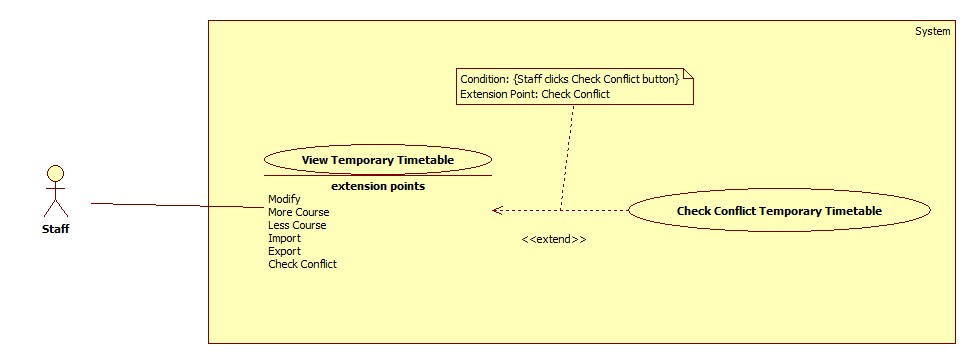 System
Condition: {Staff clicks Check Conflict button}
Extension Point: Check Conflict
View Temporary Timetable
extension points
Modify
More Course
Less Course
Import
Export
Check Conflict
Check Conflict Temporary Timetable
<<extend>>
Staff